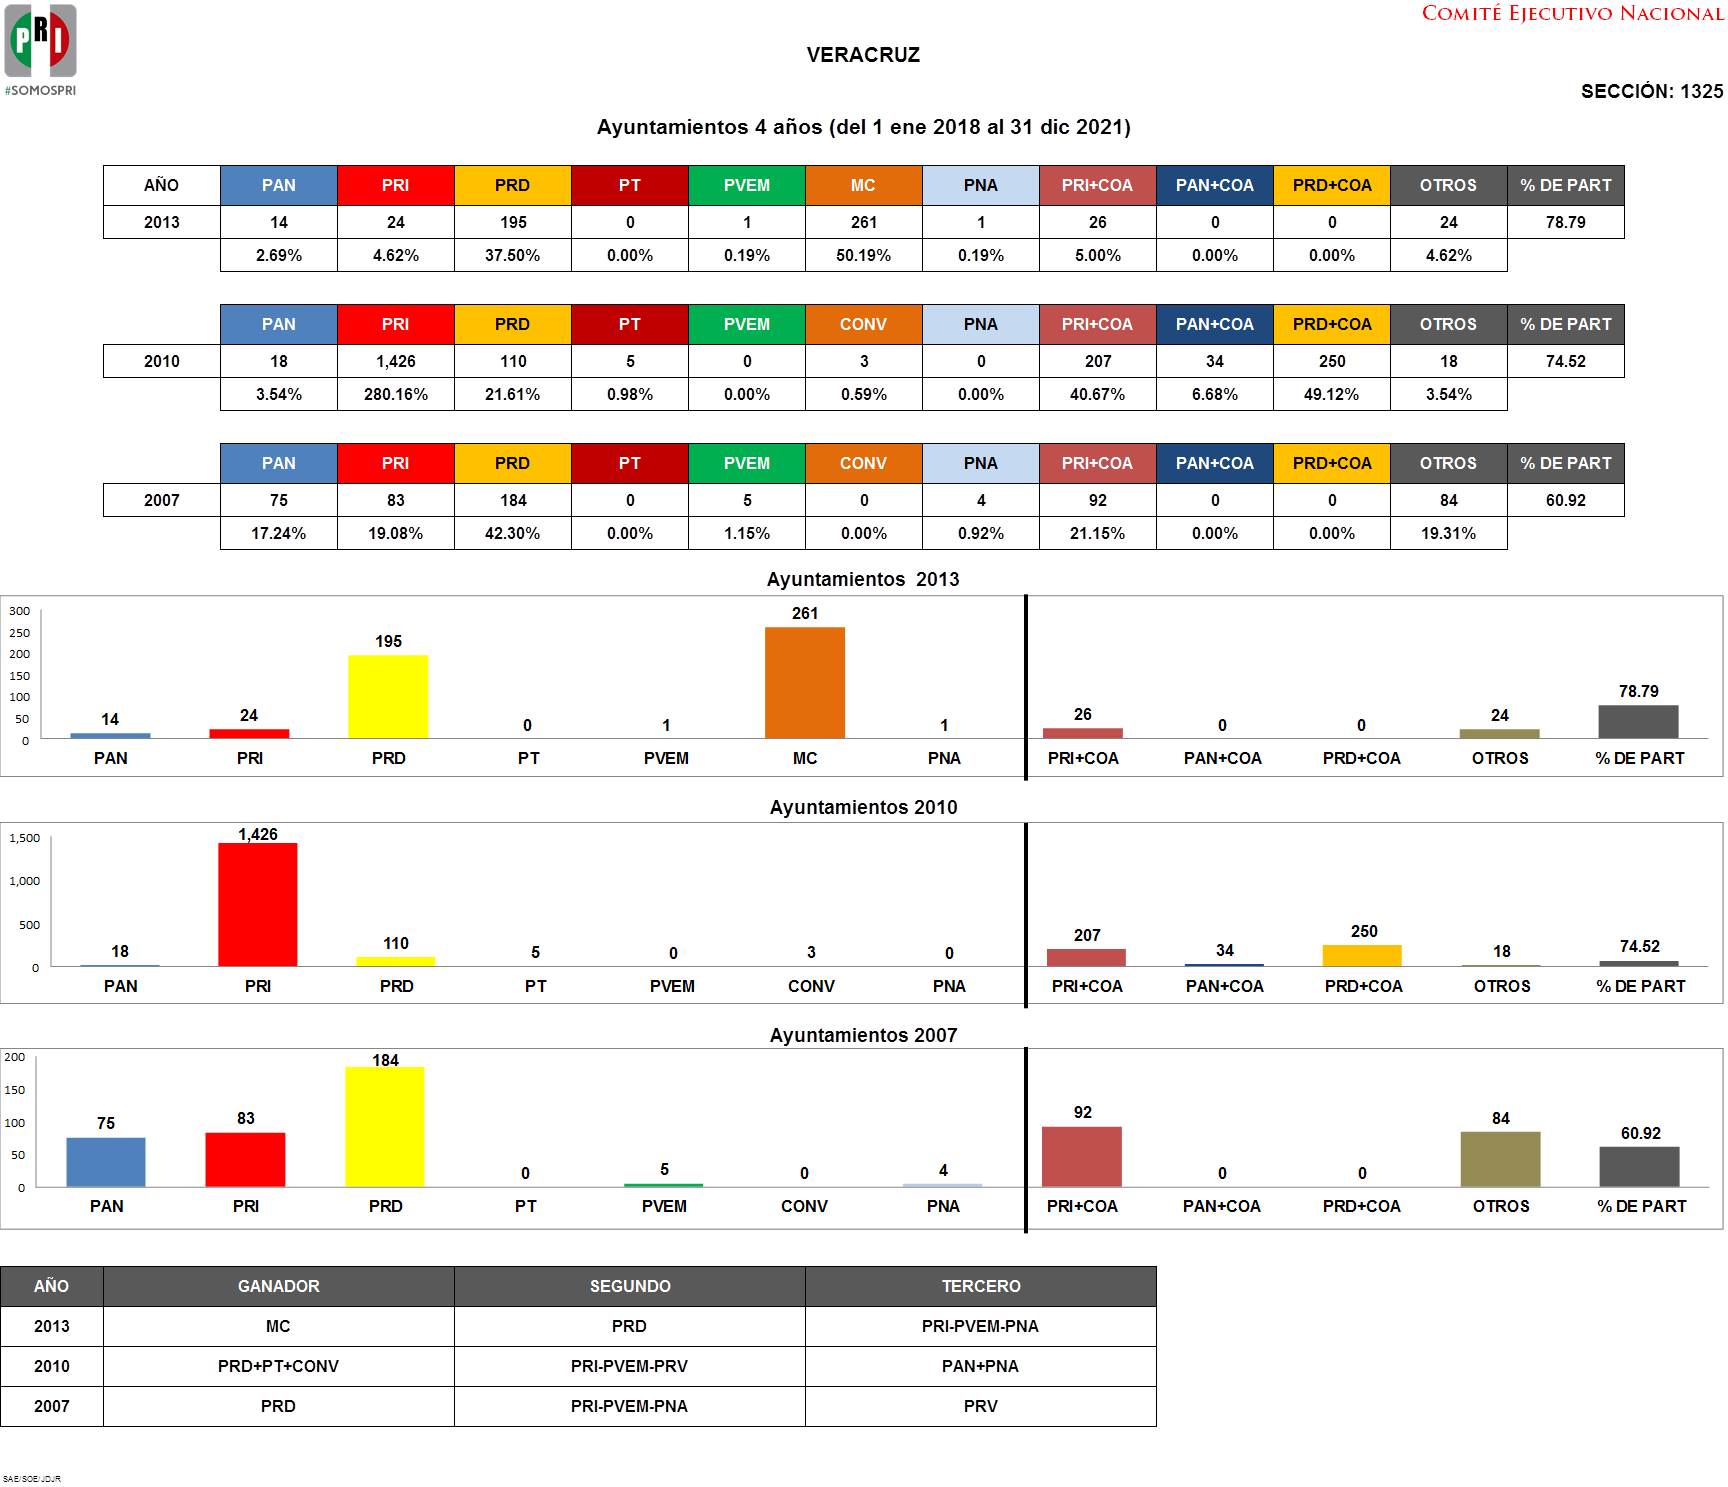 PRI
#SOMOSPRI
COMITÉ EJECUTIVO NACIONAL
VERACRUZ
SECCIÓN: 1325
Ayuntamientos 4 años (del 1 ene 2018 al 31 dic 2021)
AÑO PAN PRI PRD PT PVEM MC PNA PRI+COA PAN+COA PRD+COA OTROS % DE PART
2013 14 24 195 0 1 261 1 26 0 0 24 78.79
2.69% 4.62% 37.50% 0.00% 0.19% 50.19% 0.19% 5.00% 0.00% 0.00% 4.62%
PAN PRI PRD PT PVEM CONV PNA PRI+COA PAN+COA PRD+COA OTROS % DE PART
2010 18 1,426 110 5 0 3 0 207 34 250 18 74.52
3.54% 280.16% 21.61% 0.98% 0.00% 0.59% 0.00% 40.67% 6.68% 49.12% 3.54%
PAN PRI PRD PT PVEM CONV PNA PRI+COA PAN+COA PRD+COA OTROS % DE PART
2007 75 83 184 0 5 0 4 92 0 0 84 60.92
17.24% 19.08% 42.30% 0.00% 1.15% 0.00% 0.92% 21.15% 0.00% 0.00% 19.31%
Ayuntamientos 2013
300
250
200
150
100
50
0
14 24 195 0 1 261 1 26 0 0 24 78.79
PAN PRI PRD PT PVEM MC PNA PRI+COA PAN+COA PRD+COA OTROS % DE PART
Ayuntamientos 2010
1,500
1,000
500
0
18 1,426 110 5 0 3 0 207 34 250 18 74.52
PAN PRI PRD PT PVEM CONV PNA PRI+COA PAN+COA PRD+COA OTROS % DE PART
Ayuntamientos 2007
200
150
100
50
0
75 83 184 0 5 0 4 92 0 0 84 60.92
PAN PRI PRD PT PVEM CONV PNA PRI+COA PAN+COA PRD+COA OTROS % DE PART
AÑO GANADOR SEGUNDO TERCERO
2013 MC PRD PRI-PVEM-PNA
2010 PRD+PT+CONV PRI-PVEM-PRV PAN+PNA
2007 PRD PRI-PVEM-PNA PRV
SAE/SOE/JDJR